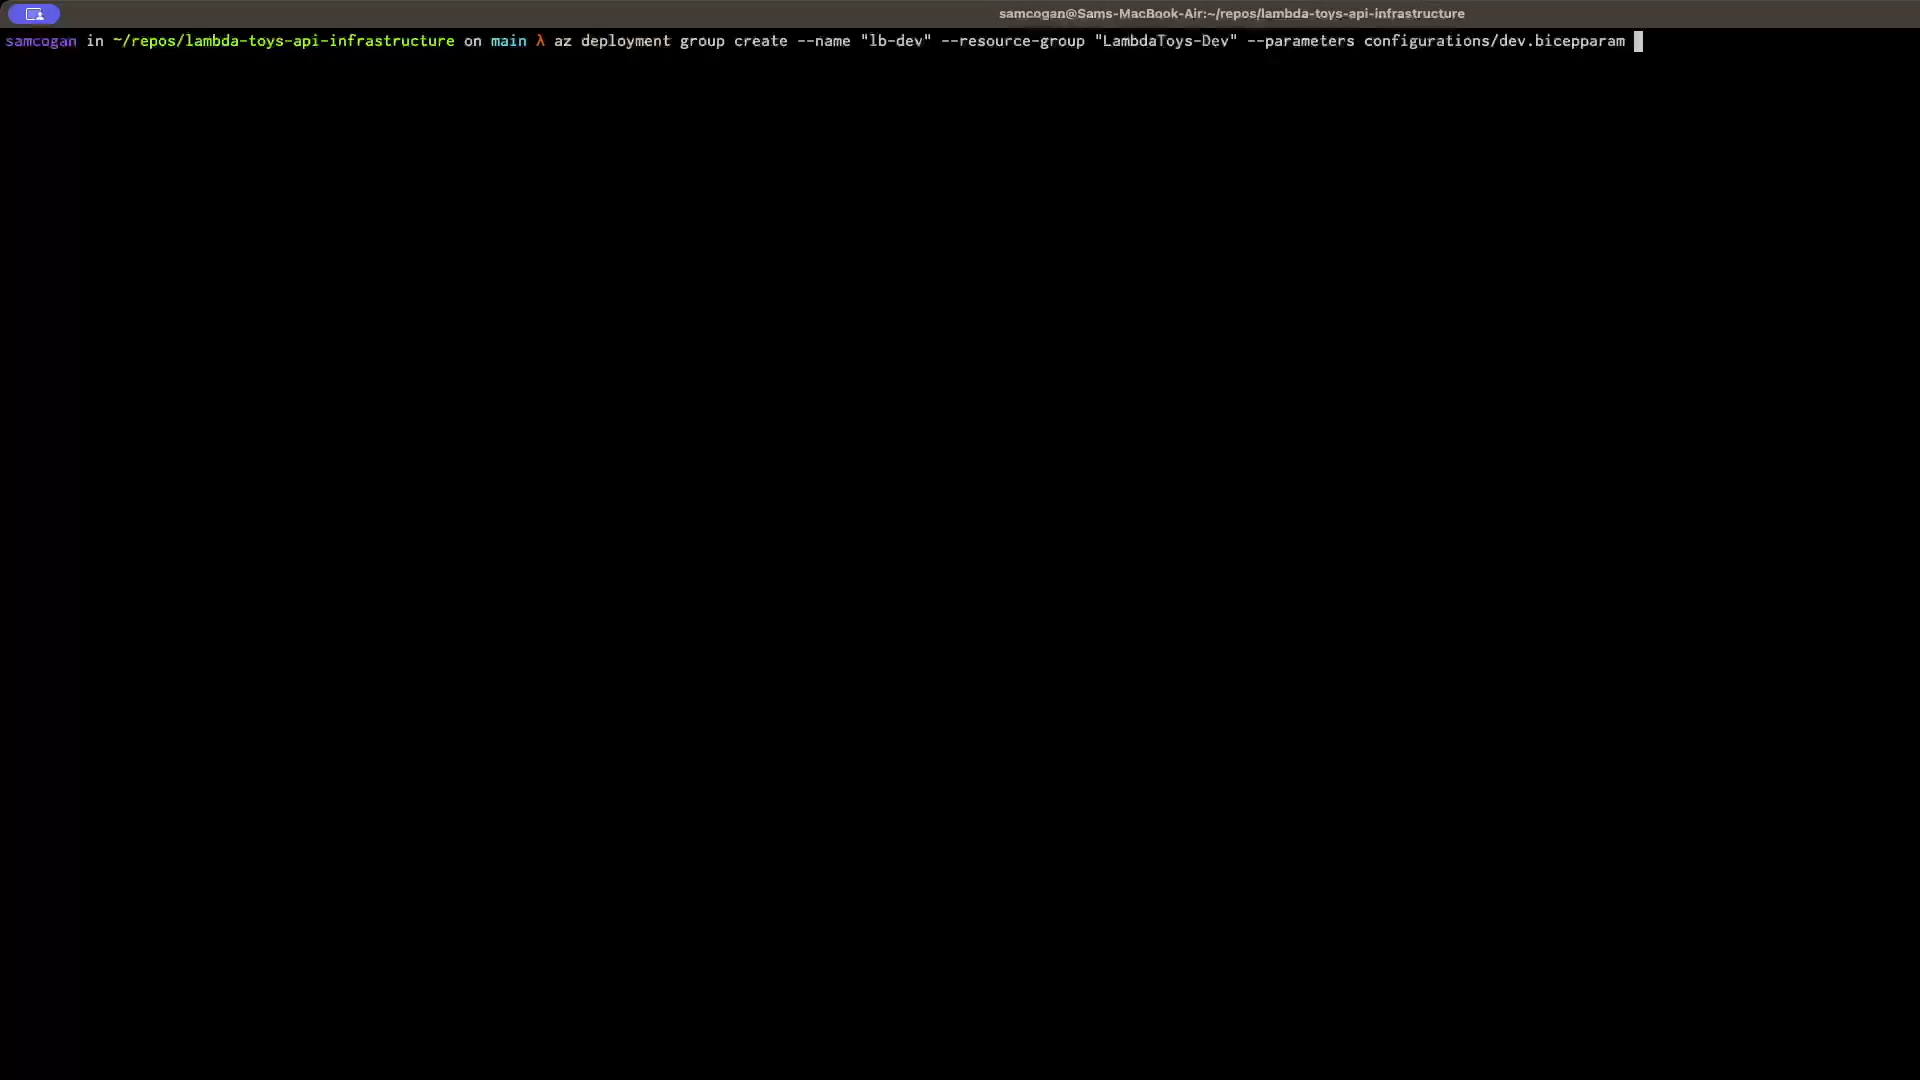 samcogan@Sams-MacBook-Air:~/repos/lambda-toys-api-infrastructure
samcogan in ~/repos/lambda-toys-api-infrastructure on main λ az deployment group create --name "lb-dev" --resource-group "LambdaToys-Dev" --parameters configurations/dev.bicepparam